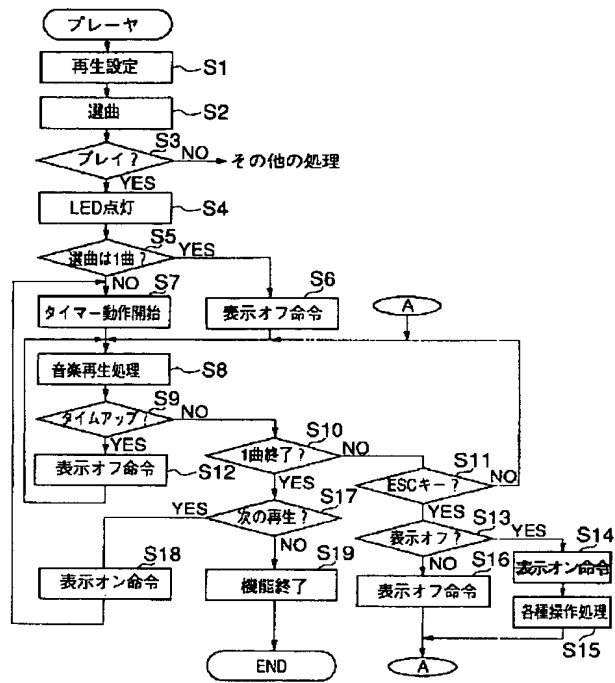 プレーヤ
再生設定 S1
選曲 S2
S3
プレイ? NO その他の処理
YES
LED点灯 S4
S5
選曲は1曲? YES
NO S7 S6
タイマー動作開始 表示オフ命令 A
音楽再生処理 S8
S9
タイムアップ? NO
YES S10
表示オフ命令 S12 1曲終了? NO S11
ESCキー? NO
YES S17 YES S13
YES 次の再生? 表示オフ? YES S14
S18 NO S19 NO S16 表示オン命令
表示オン命令 機能終了 表示オフ命令 各種操作処理
S15
END A